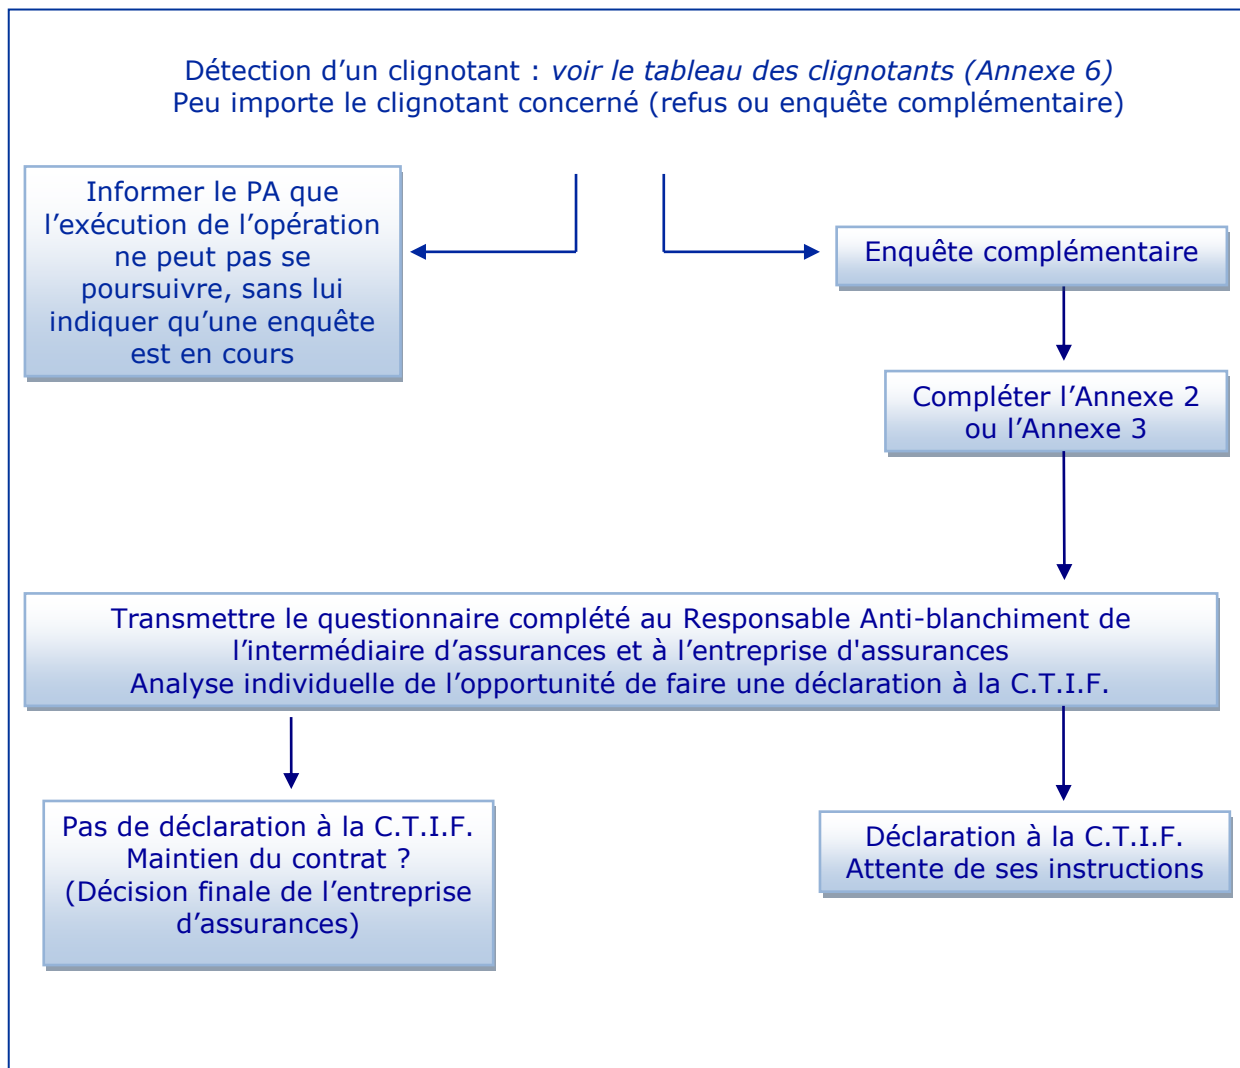 Détection d’un clignotant : voir le tableau des clignotants (Annexe 6)
Peu importe le clignotant concerné (refus ou enquête complémentaire)
Informer le PA que
l’exécution de l’opération
ne peut pas se
poursuivre, sans lui
indiquer qu’une enquête
est en cours
Enquête complémentaire
Compléter l’Annexe 2
ou l’Annexe 3
Transmettre le questionnaire complété au Responsable Anti-blanchiment de
l’intermédiaire d’assurances et à l’entreprise d'assurances
Analyse individuelle de l’opportunité de faire une déclaration à la C.T.I.F.
Pas de déclaration à la C.T.I.F.
Maintien du contrat ?
(Décision finale de l’entreprise
d’assurances)
Déclaration à la C.T.I.F.
Attente de ses instructions